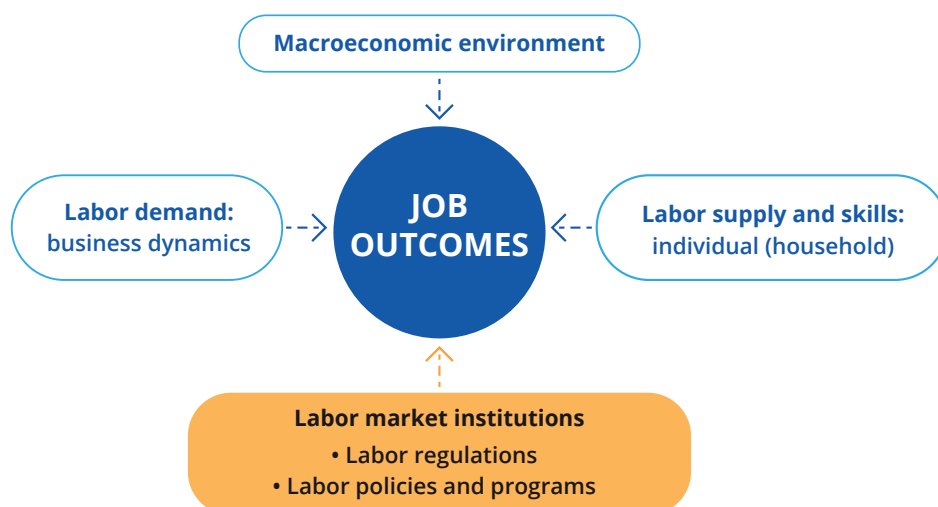 Macroeconomic environment
Labor demand:
business dynamics
JOB
OUTCOMES
Labor supply and skills:
individual (household)
Labor market institutions
• Labor regulations
• Labor policies and programs